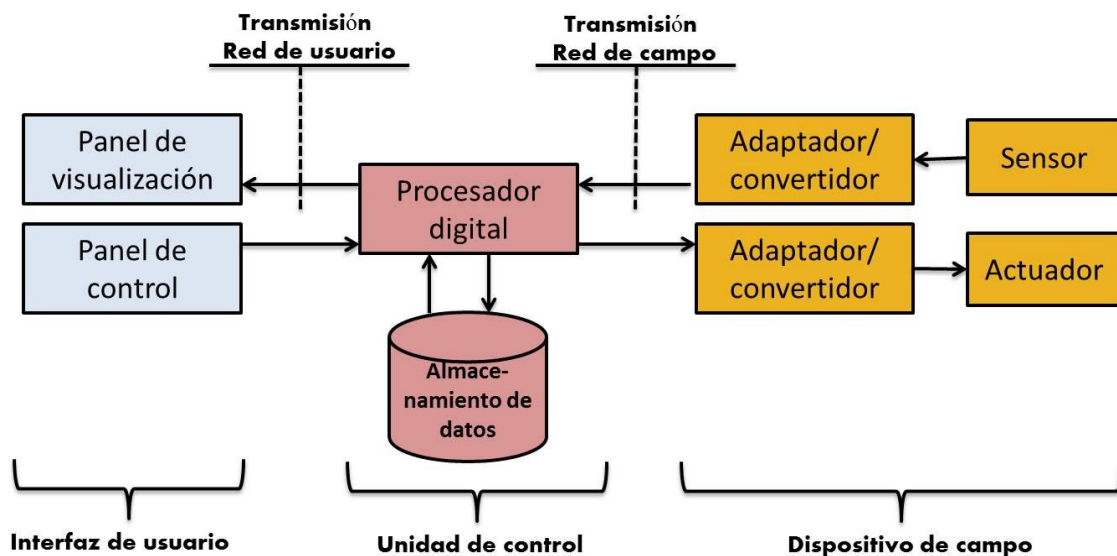 Transmisión
Red de usuario
Transmisión
Red de campo
Panel de
visualización
Panel de
control
Procesador
digital
Almace-
namiento de
datos
Adaptador/
convertidor
Sensor
Adaptador/
convertidor
Actuador
Interfaz de usuario
Unidad de control
Dispositivo de campo